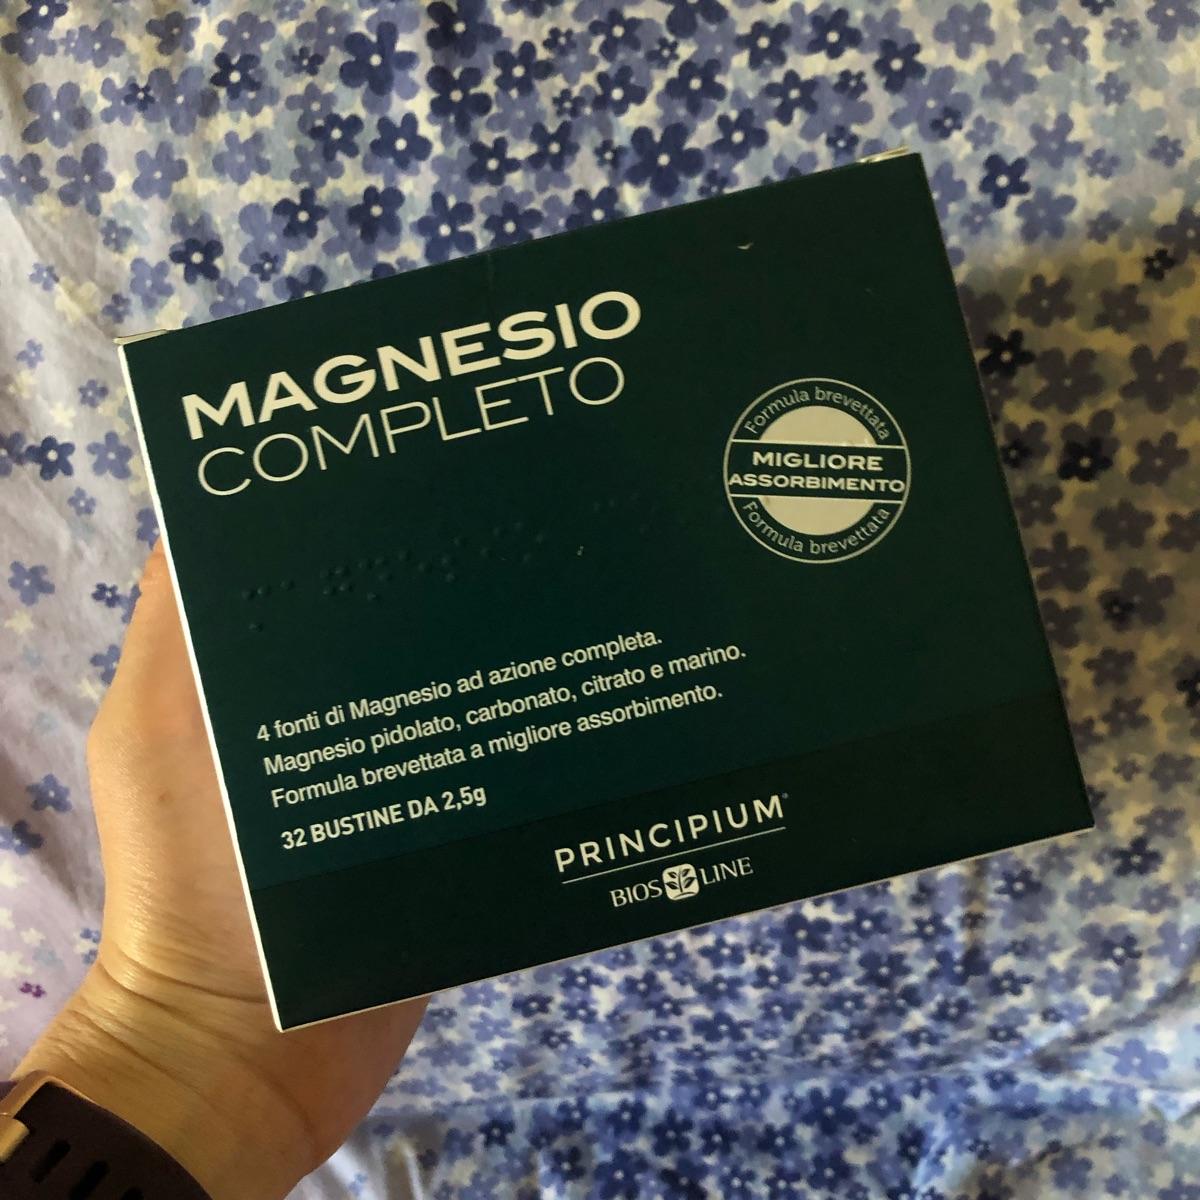 MAGNESIO
COMPLETO
Formula brevettata
MIGLIORE
ASSORBIMENTO
Formula brevettata
4 fonti di Magnesio ad azione completa.
Magnesio pidolato, carbonato, citrato e marino.
Formula brevettata a migliore assorbimento.
32 BUSTINE DA 2,5g
PRINCIPIUM®
BIOS LINE